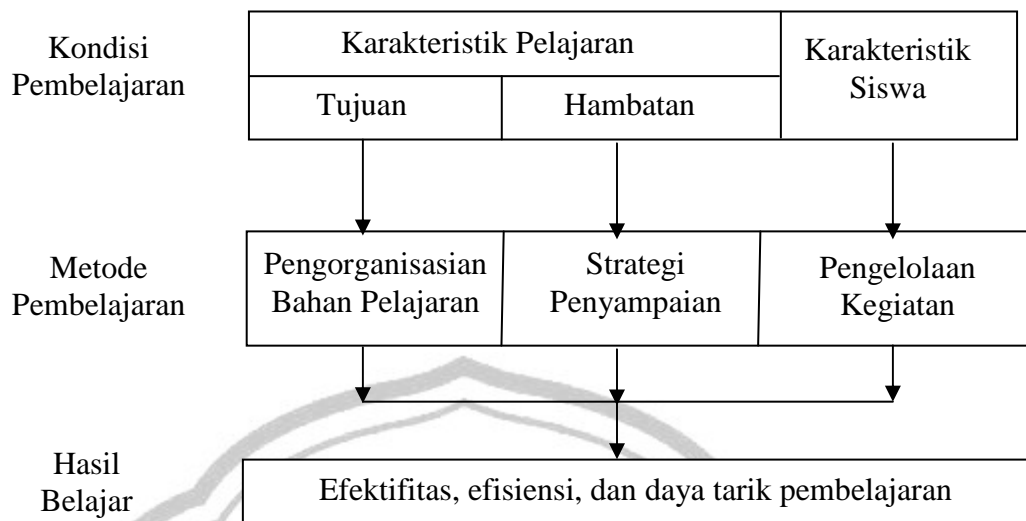 Kondisi
Pembelajaran
Karakteristik Pelajaran
Karakteristik
Siswa
Tujuan
Hambatan
Metode
Pembelajaran
Pengorganisasian
Bahan Pelajaran
Strategi
Penyampaian
Pengelolaan
Kegiatan
Hasil
Belajar
Efektifitas, efisiensi, dan daya tarik pembelajaran